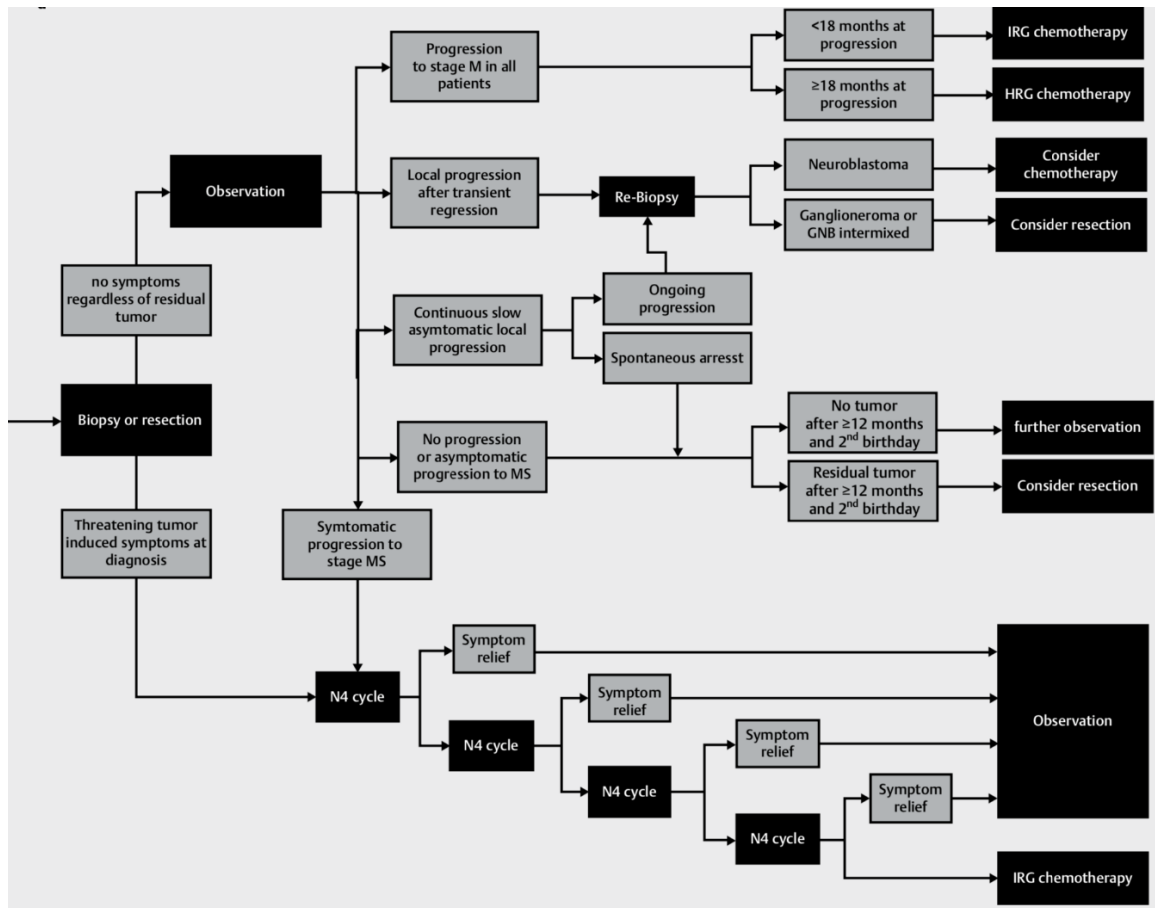 Progression
to stage M in all
patients
<18 months at
progression
IRG chemotherapy
≥18 months at
progression
HRG chemotherapy
Observation
Local progression
after transient
regression
Re-Biopsy
Neuroblastoma
Consider
chemotherapy
Ganglioneroma or
GNB intermixed
Consider resection
no symptoms
regardless of residual
tumor
Continuous slow
asymtomatic local
progression
Ongoing
progression
Spontaneous arresst
Biopsy or resection
No progression
or asymptomatic
progression to MS
No tumor
after ≥12 months
and 2nd birthday
further observation
Residual tumor
after ≥12 months
and 2nd birthday
Consider resection
Threatening tumor
induced symptoms at
diagnosis
Symtomatic
progression to
stage MS
N4 cycle
Symptom
relief
N4 cycle
Symptom
relief
N4 cycle
Symptom
relief
N4 cycle
Symptom
relief
Observation
IRG chemotherapy